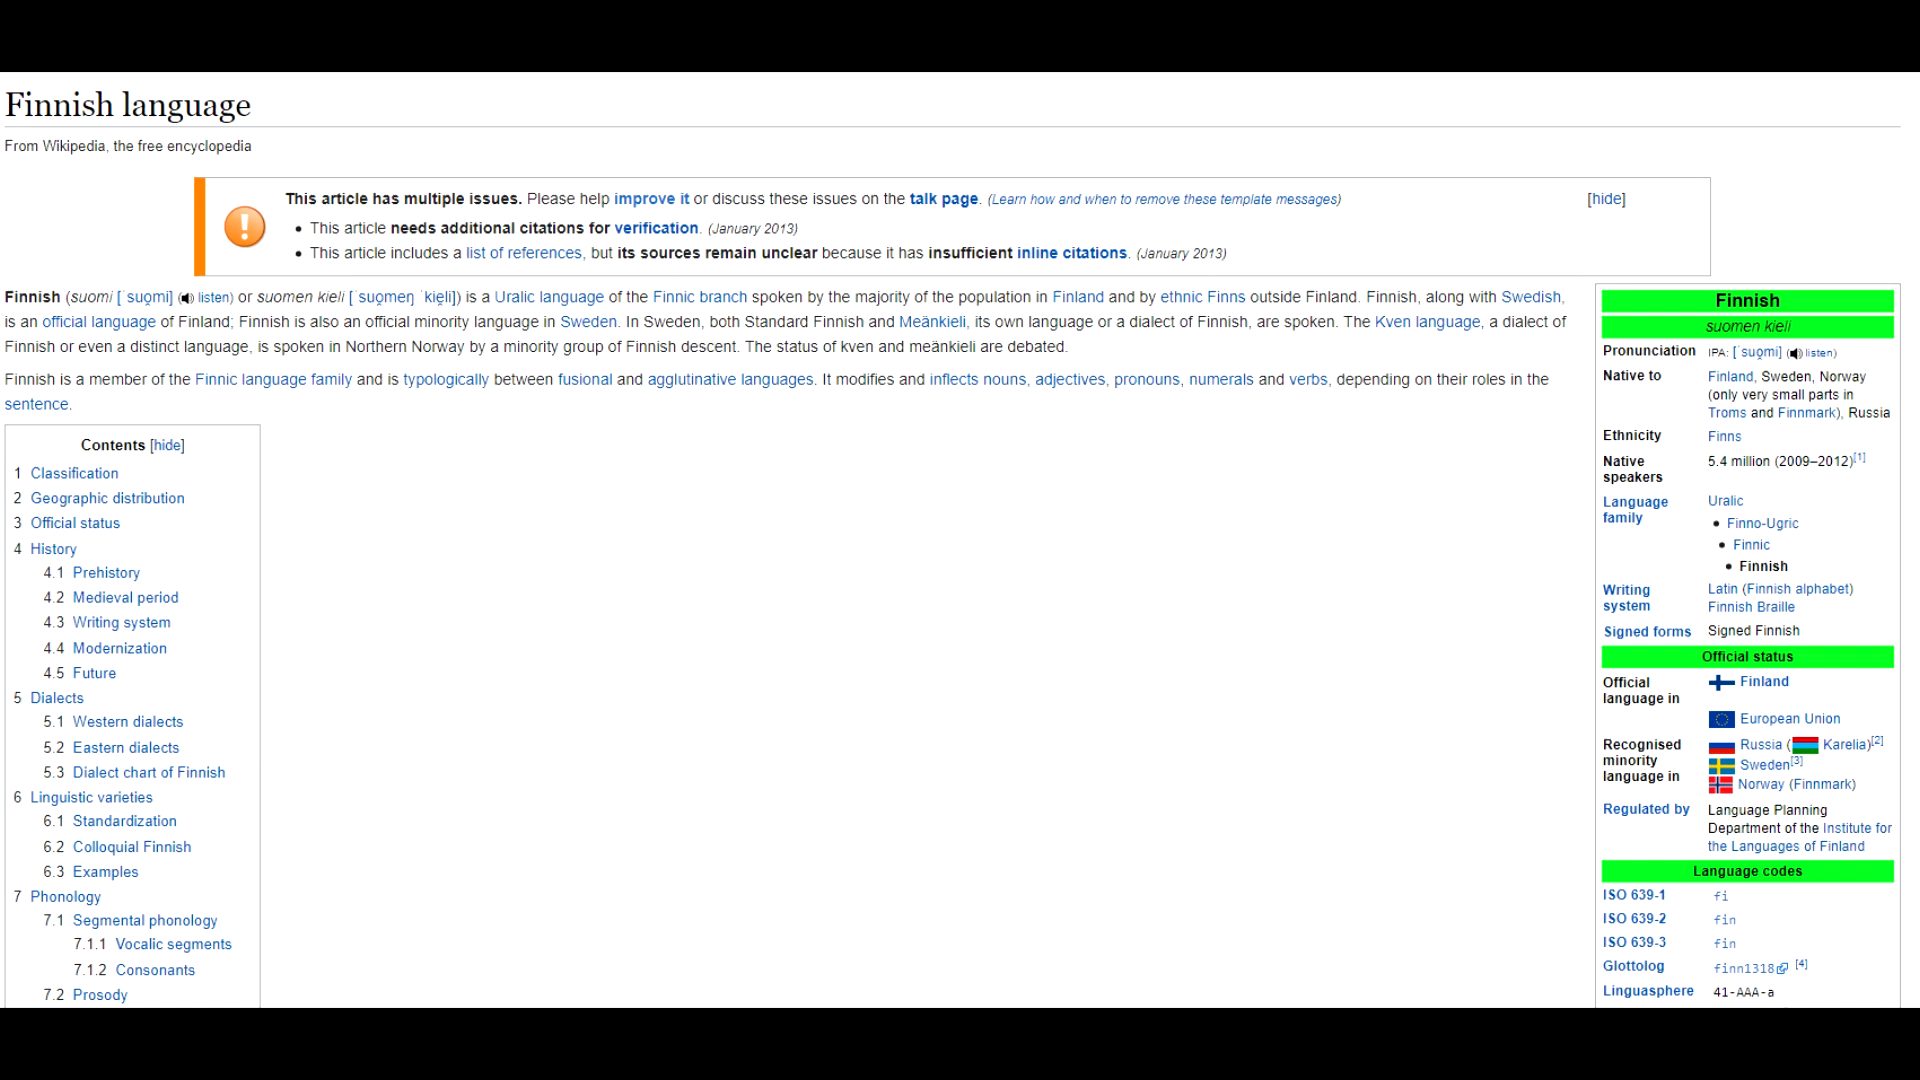 Finnish language
From Wikipedia, the free encyclopedia
This article has multiple issues. Please help improve it or discuss these issues on the talk page. (Learn how and when to remove these template messages) [hide]
• This article needs additional citations for verification. (January 2013)
• This article includes a list of references, but its sources remain unclear because it has insufficient inline citations. (January 2013)
Finnish (suomi [ˈsuo̯mi] (listen) or suomen kieli [ˈsuo̯meŋ ˈkie̯li]) is a Uralic language of the Finnic branch spoken by the majority of the population in Finland and by ethnic Finns outside Finland. Finnish, along with Swedish,
is an official language of Finland; Finnish is also an official minority language in Sweden. In Sweden, both Standard Finnish and Meänkieli, its own language or a dialect of Finnish, are spoken. The Kven language, a dialect of
Finnish or even a distinct language, is spoken in Northern Norway by a minority group of Finnish descent. The status of kven and meänkieli are debated.
Finnish is a member of the Finnic language family and is typologically between fusional and agglutinative languages. It modifies and inflects nouns, adjectives, pronouns, numerals and verbs, depending on their roles in the
sentence.
Contents [hide]
1 Classification
2 Geographic distribution
3 Official status
4 History
4.1 Prehistory
4.2 Medieval period
4.3 Writing system
4.4 Modernization
4.5 Future
5 Dialects
5.1 Western dialects
5.2 Eastern dialects
5.3 Dialect chart of Finnish
6 Linguistic varieties
6.1 Standardization
6.2 Colloquial Finnish
6.3 Examples
7 Phonology
7.1 Segmental phonology
7.1.1 Vocalic segments
7.1.2 Consonants
7.2 Prosody
Finnish
suomen kieli
Pronunciation IPA: [ˈsuo̯mi] (listen)
Native to Finland, Sweden, Norway
(only very small parts in
Troms and Finnmark), Russia
Ethnicity Finns
Native 5.4 million (2009–2012)[1]
speakers
Language Uralic
family
• Finno-Ugric
• Finnic
• Finnish
Writing Latin (Finnish alphabet)
system Finnish Braille
Signed forms Signed Finnish
Official status
Official Finland
language in
European Union
Recognised Russia ( Karelia)[2]
minority Sweden[3]
language in Norway (Finnmark)
Regulated by Language Planning
Department of the Institute for
the Languages of Finland
Language codes
ISO 639-1 fi
ISO 639-2 fin
ISO 639-3 fin
Glottolog finn1318 [4]
Linguasphere 41-AAA-a